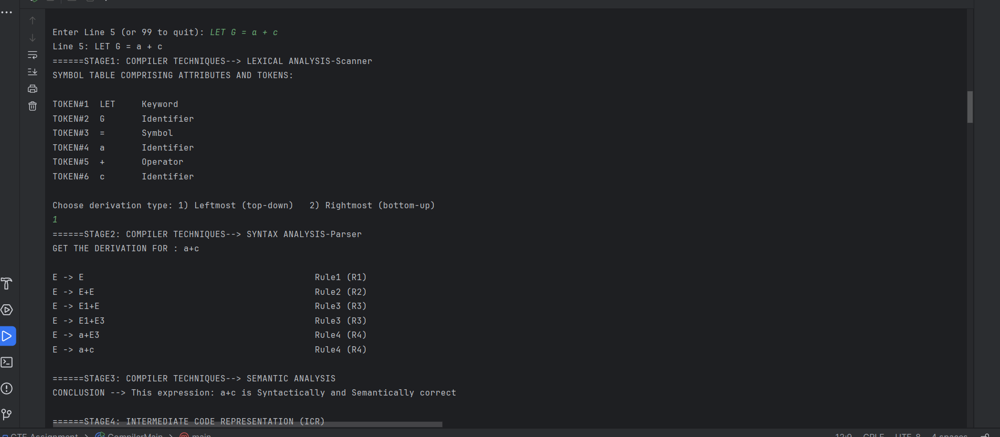 Enter Line 5 (or 99 to quit): LET G = a + c
Line 5: LET G = a + c
======STAGE1: COMPILER TECHNIQUES--> LEXICAL ANALYSIS-Scanner
SYMBOL TABLE COMPRISING ATTRIBUTES AND TOKENS:
TOKEN#1 LET Keyword
TOKEN#2 G Identifier
TOKEN#3 = Symbol
TOKEN#4 a Identifier
TOKEN#5 + Operator
TOKEN#6 c Identifier
Choose derivation type: 1) Leftmost (top-down) 2) Rightmost (bottom-up)
1
======STAGE2: COMPILER TECHNIQUES--> SYNTAX ANALYSIS-Parser
GET THE DERIVATION FOR : a+c
E -> E Rule1 (R1)
E -> E+E Rule2 (R2)
E -> E1+E Rule3 (R3)
E -> E1+E3 Rule3 (R3)
E -> a+E3 Rule4 (R4)
E -> a+c Rule4 (R4)
======STAGE3: COMPILER TECHNIQUES--> SEMANTIC ANALYSIS
CONCLUSION --> This expression: a+c is Syntactically and Semantically correct
======STAGE4: INTERMEDIATE CODE REPRESENTATION (ICR)
Assignment > CompilerMain > main 12:9 CRLF UTF-8 4 spaces